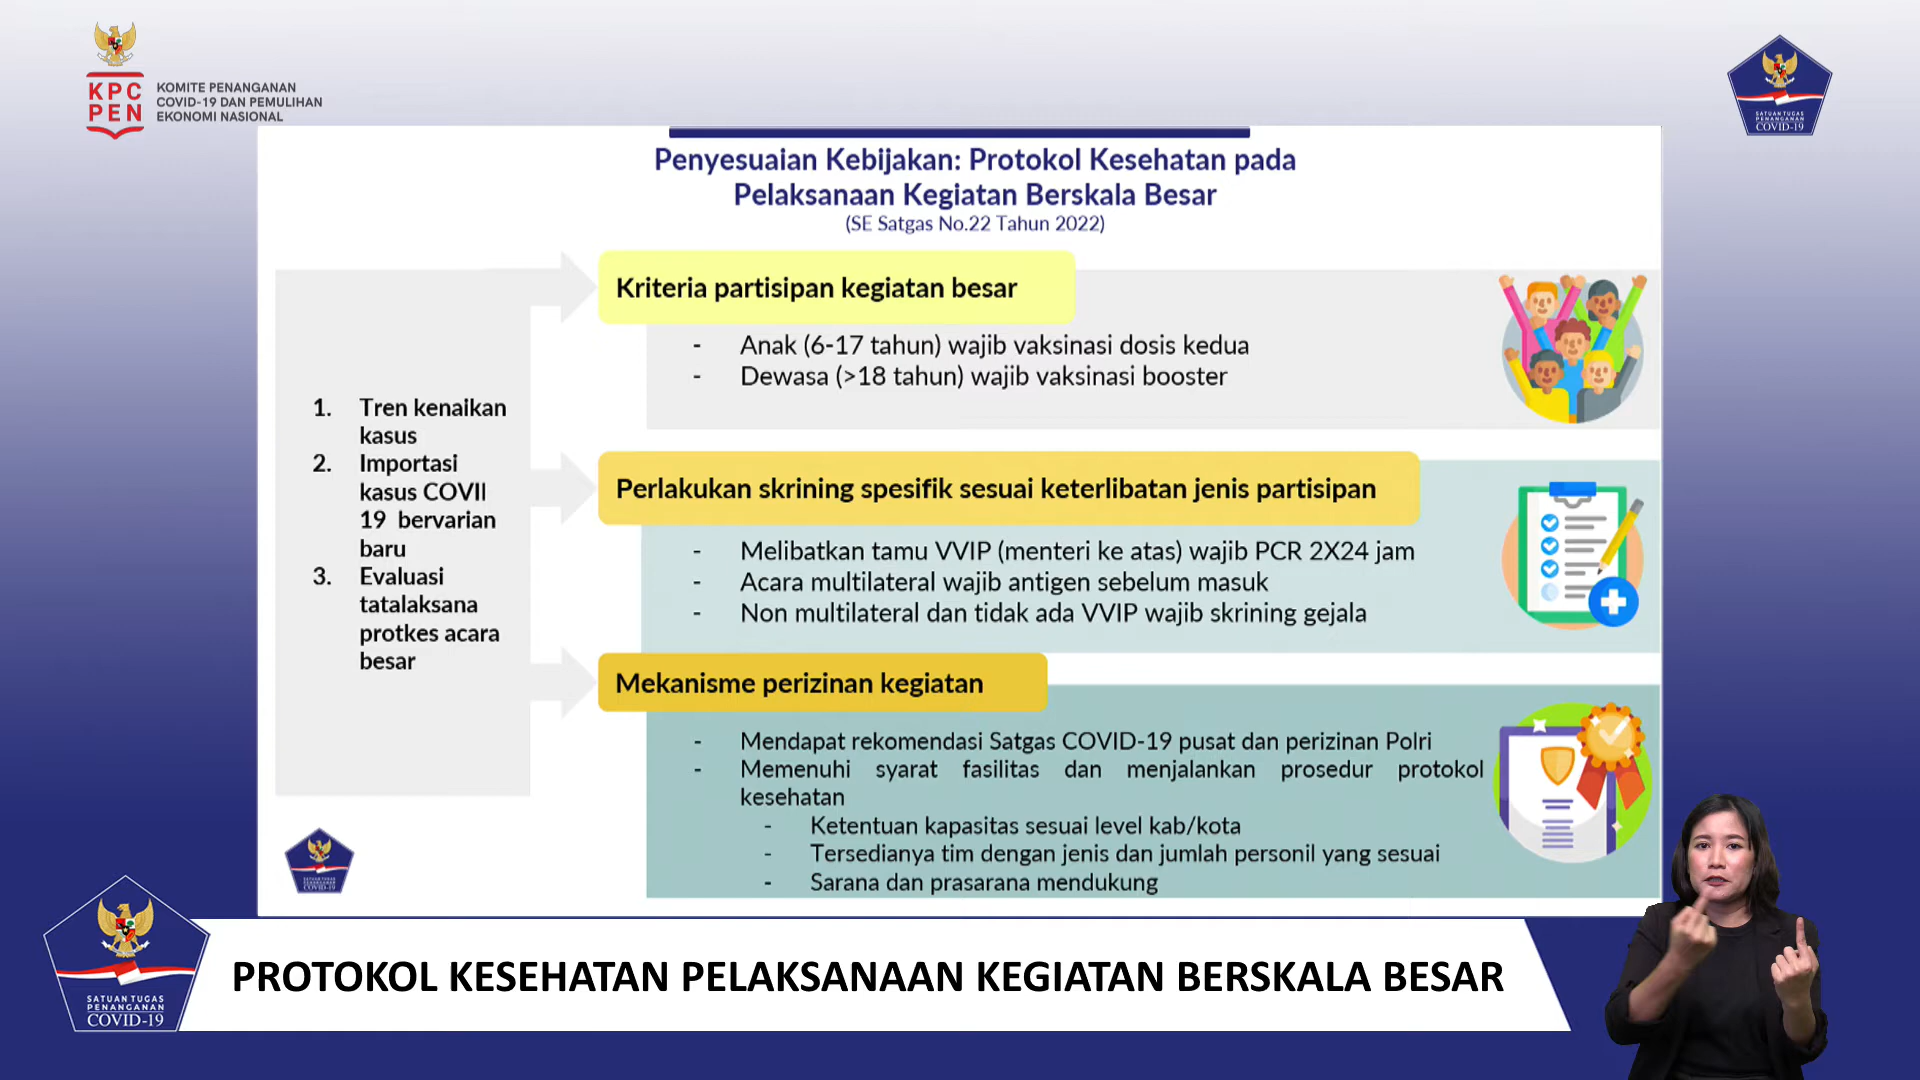 KPC
PEN
KOMITE PENANGANAN
COVID-19 DAN PEMULIHAN
EKONOMI NASIONAL
SATUAN TUGAS
PENANGANAN
COVID-19
Penyesuaian Kebijakan: Protokol Kesehatan pada
Pelaksanaan Kegiatan Berskala Besar
(SE Satgas No.22 Tahun 2022)
1. Tren kenaikan
kasus
2. Importasi
kasus COVII
19 bervarian
baru
3. Evaluasi
tatalaksana
protkes acara
besar
Kriteria partisipan kegiatan besar
- Anak (6-17 tahun) wajib vaksinasi dosis kedua
- Dewasa (>18 tahun) wajib vaksinasi booster
Perlakukan skrining spesifik sesuai keterlibatan jenis partisipan
- Melibatkan tamu VVIP (menteri ke atas) wajib PCR 2X24 jam
- Acara multilateral wajib antigen sebelum masuk
- Non multilateral dan tidak ada VVIP wajib skrining gejala
Mekanisme perizinan kegiatan
- Mendapat rekomendasi Satgas COVID-19 pusat dan perizinan Polri
- Memenuhi syarat fasilitas dan menjalankan prosedur protokol
kesehatan
- Ketentuan kapasitas sesuai level kab/kota
- Tersedianya tim dengan jenis dan jumlah personil yang sesuai
- Sarana dan prasarana mendukung
COVID-19
SATUAN TUGAS
PENANGANAN
COVID-19
PROTOKOL KESEHATAN PELAKSANAAN KEGIATAN BERSKALA BESAR